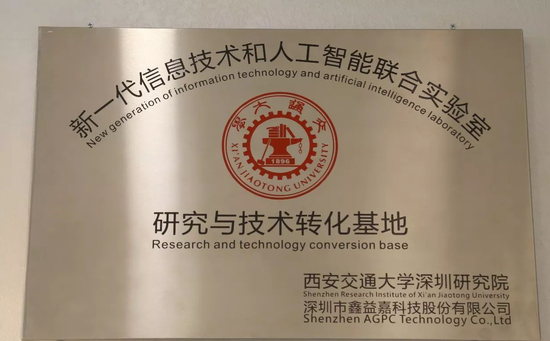 新一代信息技术和人工智能联合实验室
New generation of information technology and artificial intelligence laboratory
交通大學
XI'AN JIAOTONG UNIVERSITY
1896
研究与技术转化基地
Research and technology conversion base
西安交通大学深圳研究院
Shenzhen Research Institute of Xi'an Jiaotong University
深圳市鑫益嘉科技股份有限公司
Shenzhen AGPC Technology Co.,Ltd